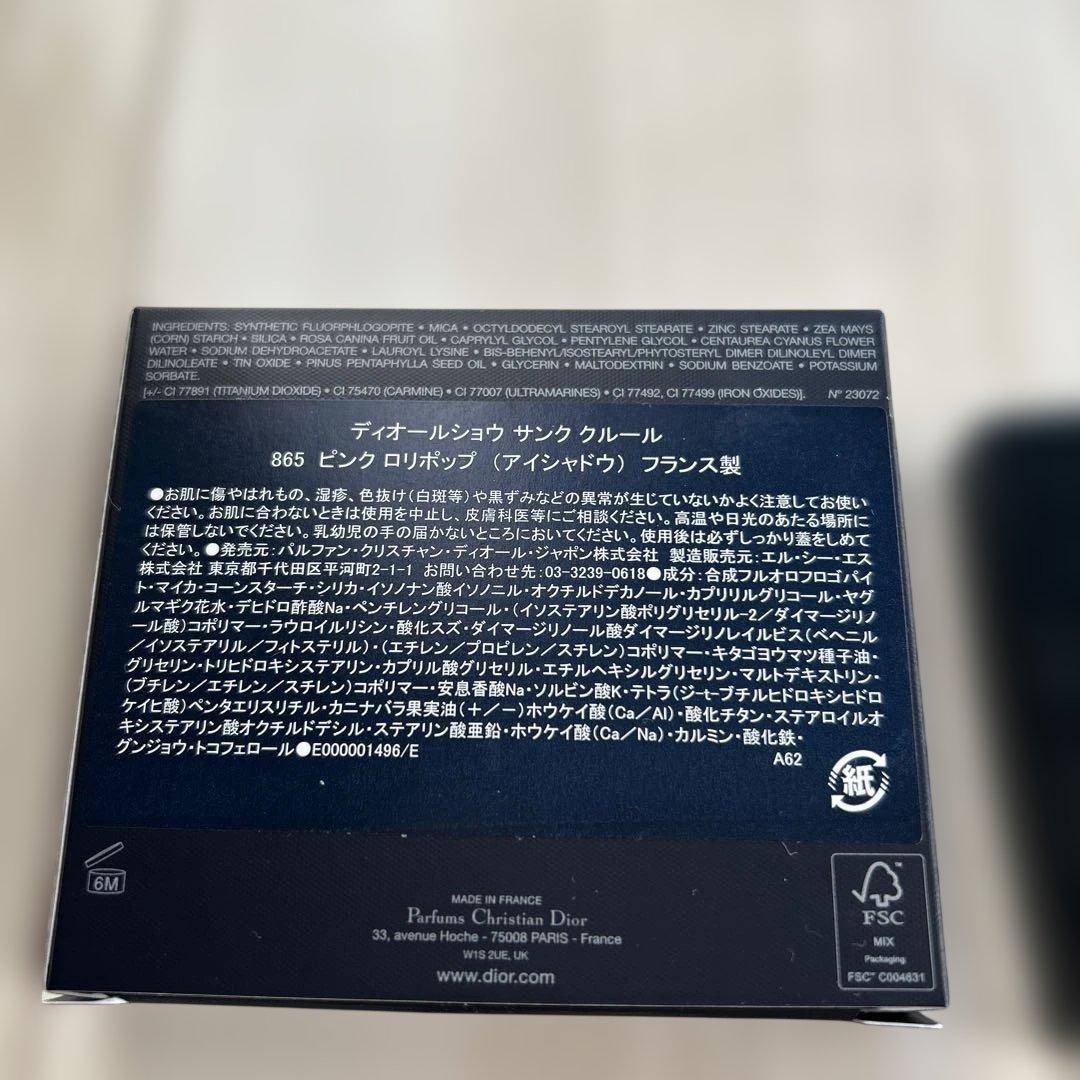 INGREDIENTS: SYNTHETIC FLUORPHLOGOPITE • MICA • OCTYLDODECYL STEAROYL STEARATE • ZINC STEARATE • ZEA MAYS
(CORN) STARCH • SILICA • ROSA CANINA FRUIT OIL • CAPRYLYL GLYCOL • PENTYLENE GLYCOL • CENTAUREA CYANUS FLOWER
WATER • SODIUM DEHYDROACETATE • LAUROYL LYSINE • BIS-BEHENYL/ISOSTEARYL/PHYTOSTERYL DIMER DILINOLEYL DIMER
DILINOLEATE • TIN OXIDE • PINUS PENTAPHYLLA SEED OIL • GLYCERIN • MALTODEXTRIN • SODIUM BENZOATE • POTASSIUM
SORBATE.
[+/- CI 77891 (TITANIUM DIOXIDE) • CI 75470 (CARMINE) • CI 77007 (ULTRAMARINES) • CI 77492, CI 77499 (IRON OXIDES)]. N° 23072
ディオールショウ サンク クルール
865 ピンク ロリポップ （アイシャドウ） フランス製
●お肌に傷やはれもの、湿疹、色抜け(白斑等)や黒ずみなどの異常が生じていないかよく注意してお使い
ください。お肌に合わないときは使用を中止し、皮膚科医等にご相談ください。高温や日光のあたる場所に
は保管しないでください。乳幼児の手の届かないところにおいてください。使用後は必ずしっかり蓋をしめて
ください。●発売元:パルファン・クリスチャン・ディオール・ジャポン株式会社 製造販売元:エル・シー・エス
株式会社 東京都千代田区平河町2-1-1 お問い合わせ先:03-3239-0618●成分:合成フルオロフロゴパイ
ト・マイカ・コーンスターチ・シリカ・イソノナン酸イソノニル・オクチルドデカノール・カプリリルグリコール・ヤグ
ルマギク花水・デヒドロ酢酸Na・ペンチレングリコール・(イソステアリン酸ポリグリセリル-2／ダイマージリノ
ール酸)コポリマー・ラウロイルリシン・酸化スズ・ダイマージリノール酸ダイマージリノレイルビス(ベヘニル
／イソステアリル／フィトステリル)・(エチレン／プロピレン／スチレン)コポリマー・キタゴヨウマツ種子油・
グリセリン・トリヒドロキシステアリン・カプリル酸グリセリル・エチルヘキシルグリセリン・マルトデキストリン・
(ブチレン／エチレン／スチレン)コポリマー・安息香酸Na・ソルビン酸K・テトラ(ジ-t-ブチルヒドロキシヒドロ
ケイヒ酸)ペンタエリスリチル・カニナバラ果実油(＋／−)ホウケイ酸(Ca／Al)・酸化チタン・ステアロイルオ
キシステアリン酸オクチルドデシル・ステアリン酸亜鉛・ホウケイ酸(Ca／Na)・カルミン・酸化鉄・
グンジョウ・トコフェロール●E000001496/E
A62
紙
6M
MADE IN FRANCE
Parfums Christian Dior
33, avenue Hoche - 75008 PARIS - France
W1S 2UE, UK
www.dior.com
FSC
MIX
Packaging
FSC™ C004631